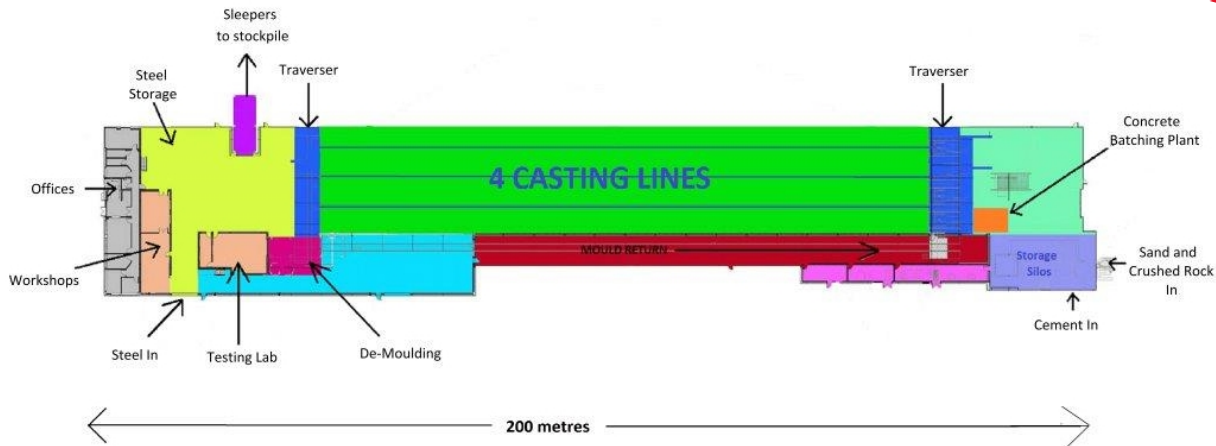 Sleepers
to stockpile
Steel
Storage
Traverser
Traverser
Concrete
Batching Plant
4 CASTING LINES
Offices
MOULD RETURN
Storage
Silos
Sand and
Crushed Rock
In
Workshops
Cement In
Steel In
Testing Lab
De-Moulding
200 metres